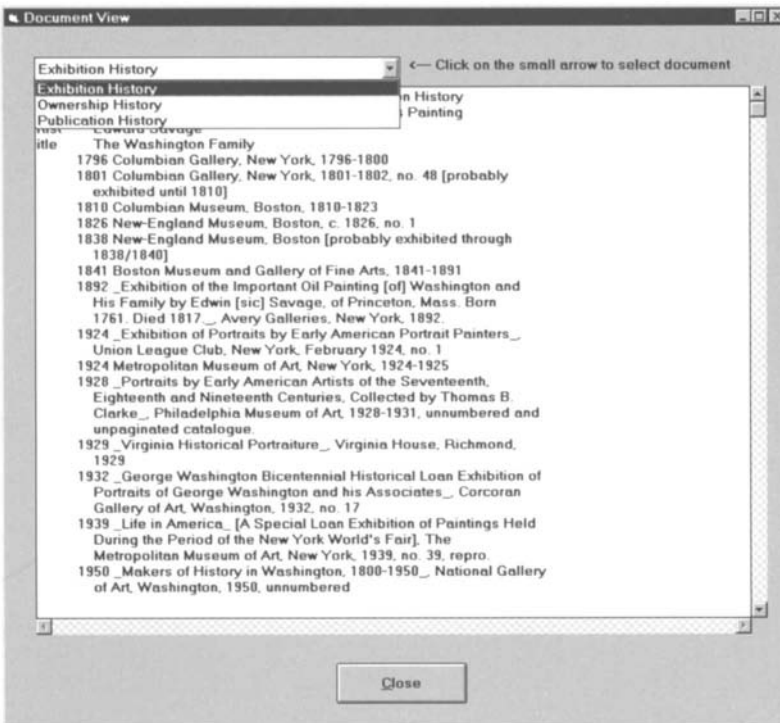 Document View
Exhibition History
<— Click on the small arrow to select document
Exhibition History
Ownership History
Publication History
n History
Painting
Edward Savage
itle The Washington Family
1796 Columbian Gallery, New York, 1796-1800
1801 Columbian Gallery, New York, 1801-1802, no. 48 [probably
exhibited until 1810]
1810 Columbian Museum, Boston, 1810-1823
1826 New-England Museum, Boston, c. 1826, no. 1
1838 New-England Museum, Boston [probably exhibited through
1838/1840]
1841 Boston Museum and Gallery of Fine Arts, 1841-1891
1892 _Exhibition of the Important Oil Painting [of] Washington and
His Family by Edwin [sic] Savage, of Princeton, Mass. Born
1761. Died 1817._, Avery Galleries, New York, 1892.
1924 _Exhibition of Portraits by Early American Portrait Painters_,
Union League Club, New York, February 1924, no. 1
1924 Metropolitan Museum of Art, New York, 1924-1925
1928 _Portraits by Early American Artists of the Seventeenth,
Eighteenth and Nineteenth Centuries, Collected by Thomas B.
Clarke_, Philadelphia Museum of Art, 1928-1931, unnumbered and
unpaginated catalogue.
1929 _Virginia Historical Portraiture_, Virginia House, Richmond,
1929
1932 _George Washington Bicentennial Historical Loan Exhibition of
Portraits of George Washington and his Associates_, Corcoran
Gallery of Art, Washington, 1932, no. 17
1939 _Life in America_ [A Special Loan Exhibition of Paintings Held
During the Period of the New York World's Fair], The
Metropolitan Museum of Art, New York, 1939, no. 39, repro.
1950 _Makers of History in Washington, 1800-1950_, National Gallery
of Art, Washington, 1950, unnumbered
Close